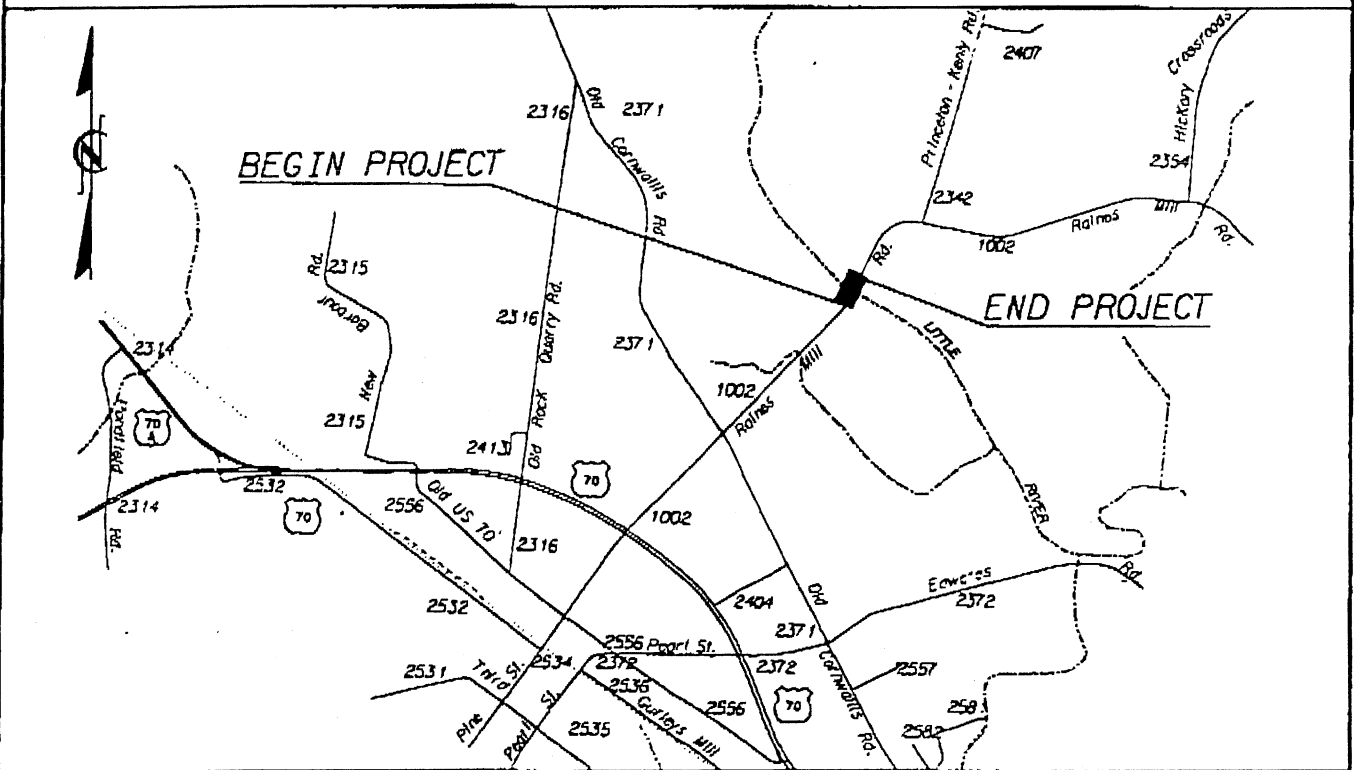 2407
Princeton - Kenly Rd.
Crossroads
Hickory
2354
2316
Old
2371
Cornwallis
Rd
N
BEGIN PROJECT
2342
Raines
Mill
Rd.
1002
Rd.
Rd.
2315
Barbour
New
2315
2316
Old Rock Quarry Rd.
2371
END PROJECT
LITTLE
RIVER
Mill
1002
Raines
2314
70
A
Rd.
2314
2413
2532
70
70
2556
Old US 70
2316
1002
2532
2404
Old
2371
Edwards
2372
Rd.
2556
Pearl St.
2534
2372
2372
2531
Third St.
2536
2556
70
Cornwallis Rd.
2557
Pine
Pearl
St.
2535
Gurleys Mill
258
2582